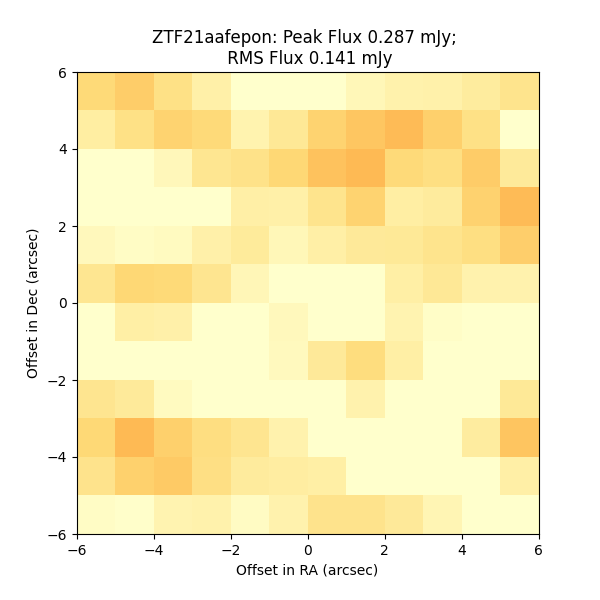 ZTF21aafepon: Peak Flux 0.287 mJy;
RMS Flux 0.141 mJy
6
4
2
0
−2
−4
−6
Offset in Dec (arcsec)
−6 −4 −2 0 2 4 6
Offset in RA (arcsec)